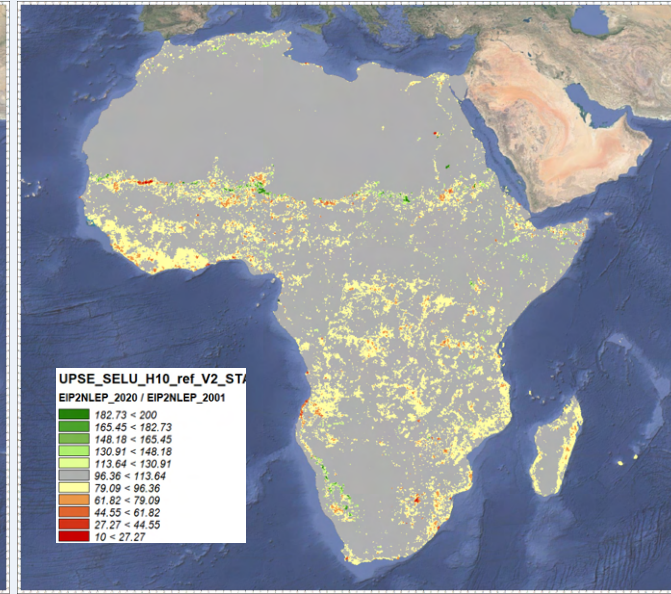 UPSE_SELU_H10_ref_V2_STA
EIP2NLEP_2020 / EIP2NLEP_2001
182.73 < 200
165.45 < 182.73
148.18 < 165.45
130.91 < 148.18
113.64 < 130.91
96.36 < 113.64
79.09 < 96.36
61.82 < 79.09
44.55 < 61.82
27.27 < 44.55
10 < 27.27